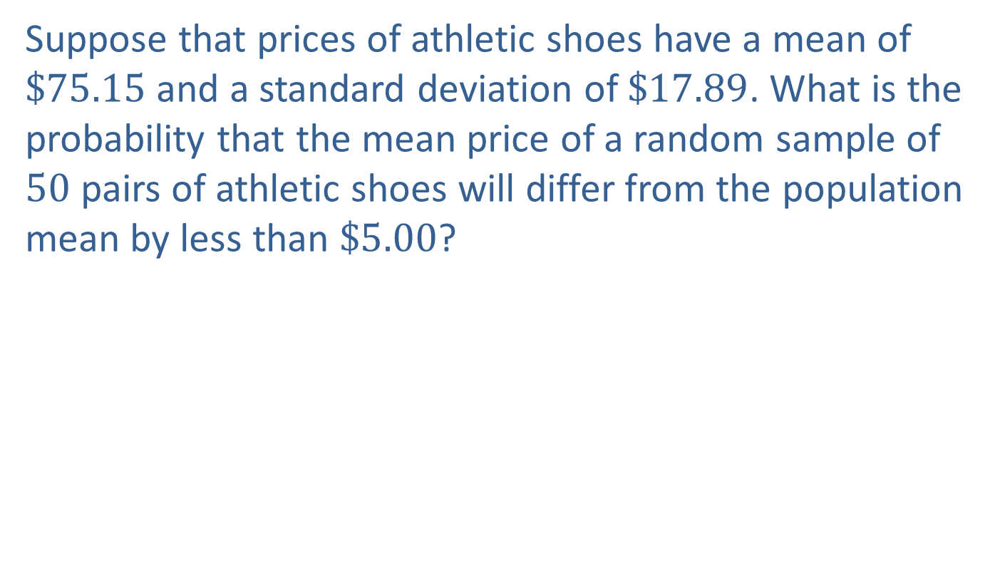 Suppose that prices of athletic shoes have a mean of
$75.15 and a standard deviation of $17.89. What is the
probability that the mean price of a random sample of
50 pairs of athletic shoes will differ from the population
mean by less than $5.00?